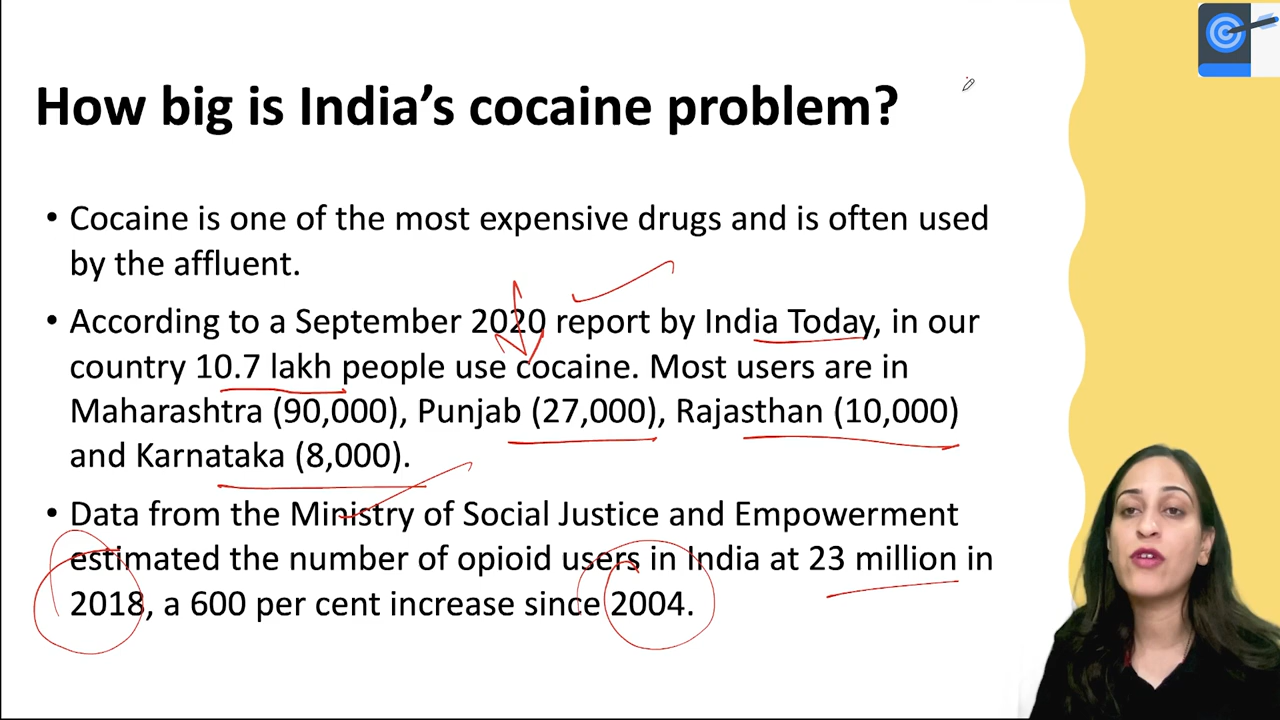 How big is India’s cocaine problem?
• Cocaine is one of the most expensive drugs and is often used
by the affluent.
• According to a September 2020 report by India Today, in our
country 10.7 lakh people use cocaine. Most users are in
Maharashtra (90,000), Punjab (27,000), Rajasthan (10,000)
and Karnataka (8,000).
• Data from the Ministry of Social Justice and Empowerment
estimated the number of opioid users in India at 23 million in
2018, a 600 per cent increase since 2004.